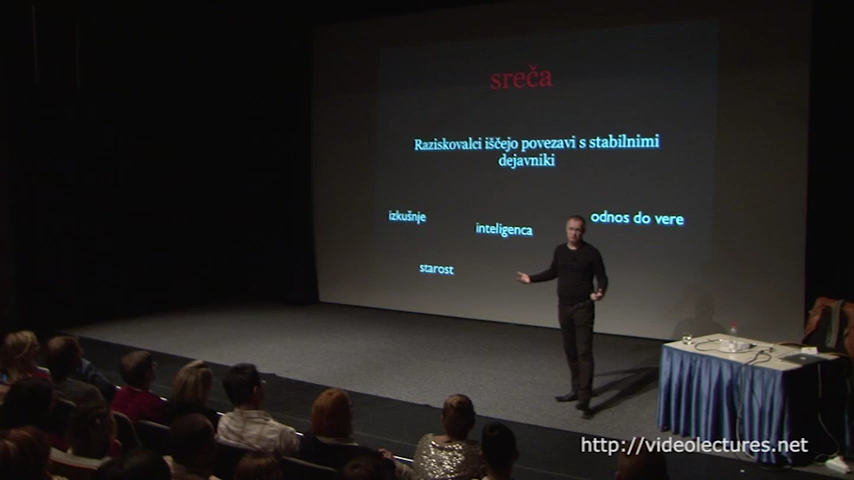 sreča
Raziskovalci iščejo povezavi s stabilnimi
dejavniki
izkušnje
inteligenca
odnos do vere
starost
http://videolectures.net